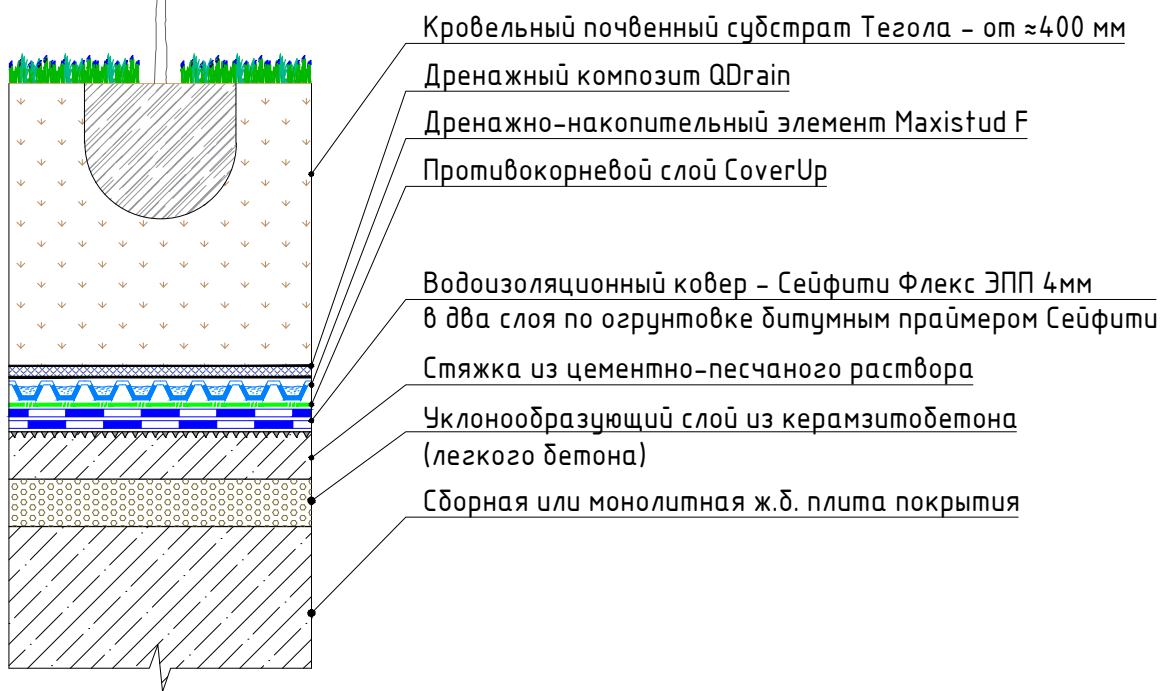 Кровельный почвенный субстрат Тегола - от ≈400 мм
Дренажный композит QDrain
Дренажно-накопительный элемент Maxistud F
Противокорневой слой CoverUp
Водоизоляционный ковер - Сейфити Флекс ЭПП 4мм
в два слоя по огрунтовке битумным праймером Сейфити
Стяжка из цементно-песчаного раствора
Уклонообразующий слой из керамзитобетона
(легкого бетона)
Сборная или монолитная ж.б. плита покрытия